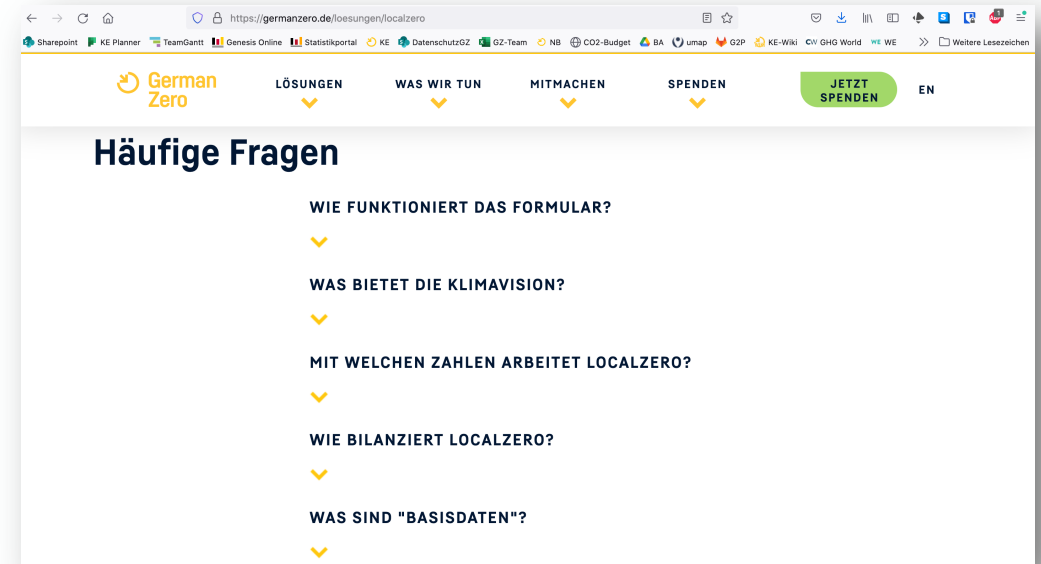 https://germanzero.de/loesungen/localzero
Sharepoint KE Planner TeamGantt Genesis Online Statistikportal KE DatenschutzGZ GZ-Team NB CO2-Budget BA umap G2P KE-Wiki CW GHG World WE WE Weitere Lesezeichen
German
Zero
LÖSUNGEN
WAS WIR TUN
MITMACHEN
SPENDEN
JETZT
SPENDEN
EN
Häufige Fragen
WIE FUNKTIONIERT DAS FORMULAR?
WAS BIETET DIE KLIMAVISION?
MIT WELCHEN ZAHLEN ARBEITET LOCALZERO?
WIE BILANZIERT LOCALZERO?
WAS SIND "BASISDATEN"?